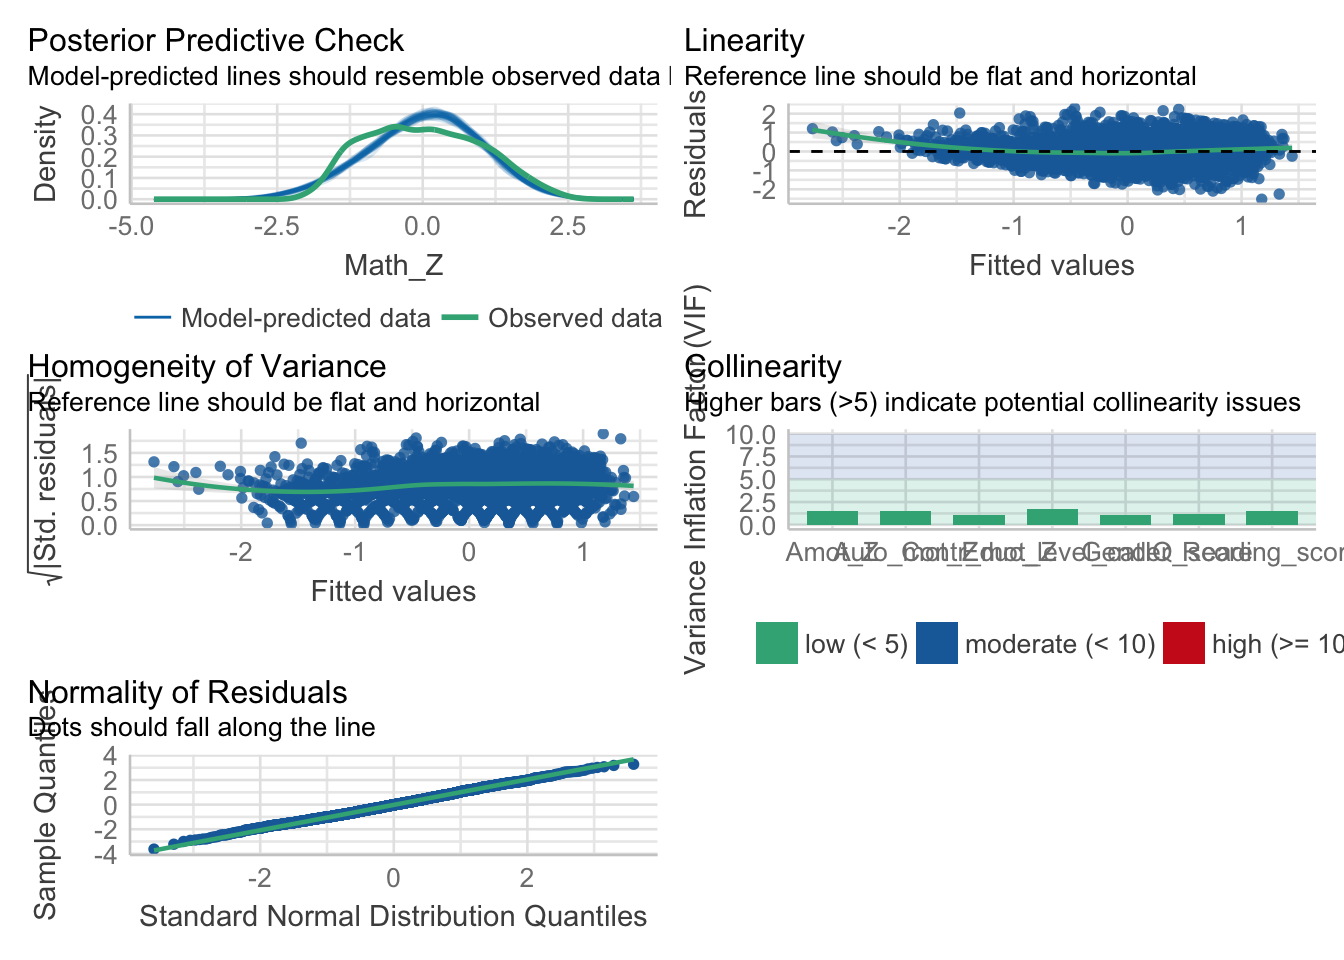 Posterior Predictive Check
Model-predicted lines should resemble observed data
Density
0.4
0.3
0.2
0.1
0.0
-5.0 -2.5 0.0 2.5
Math_Z
Model-predicted data Observed data
Linearity
Reference line should be flat and horizontal
Residuals
2
1
0
-1
-2
-2 -1 0 1
Fitted values
Homogeneity of Variance
Reference line should be flat and horizontal
√|Std. residuals|
1.5
1.0
0.5
0.0
-2 -1 0 1
Fitted values
Collinearity
Higher bars (>5) indicate potential collinearity issues
Variance Inflation Factor (VIF)
10.0
7.5
5.0
2.5
0.0
low (< 5) moderate (< 10) high (>= 10
Normality of Residuals
Dots should fall along the line
Sample Quantiles
4
2
0
-2
-4
-2 0 2
Standard Normal Distribution Quantiles